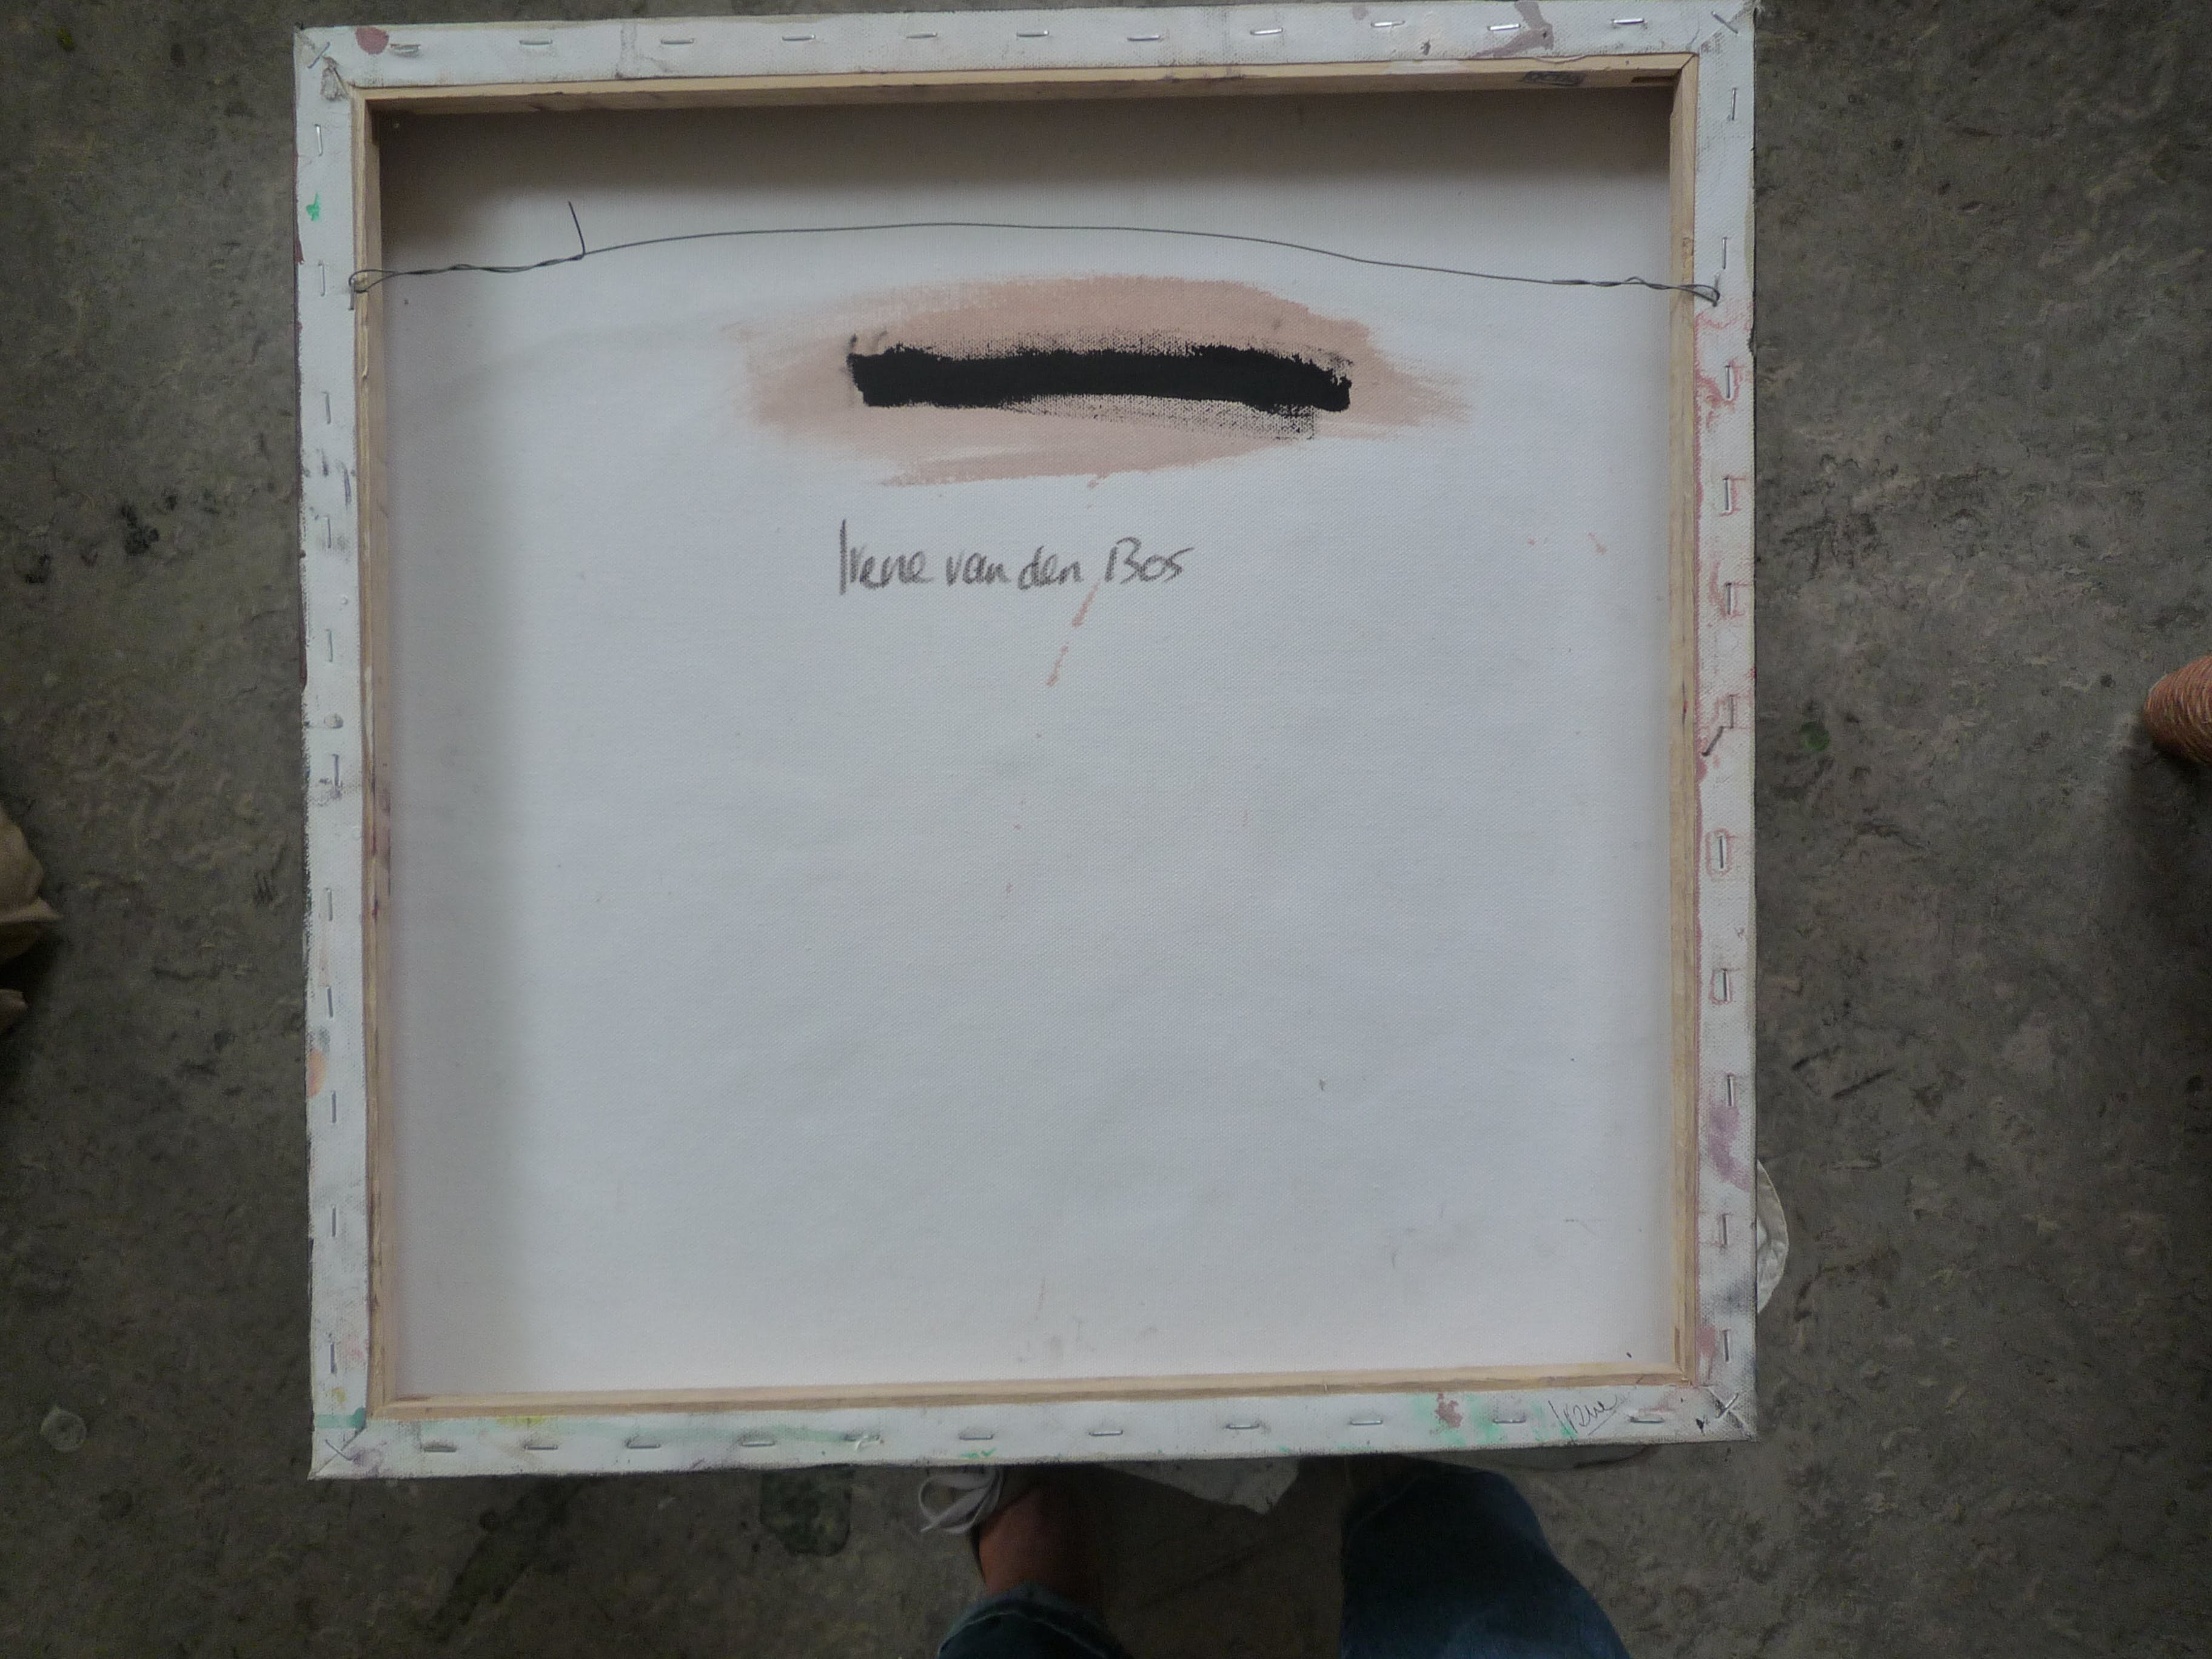 Irene van den Bos
Irene